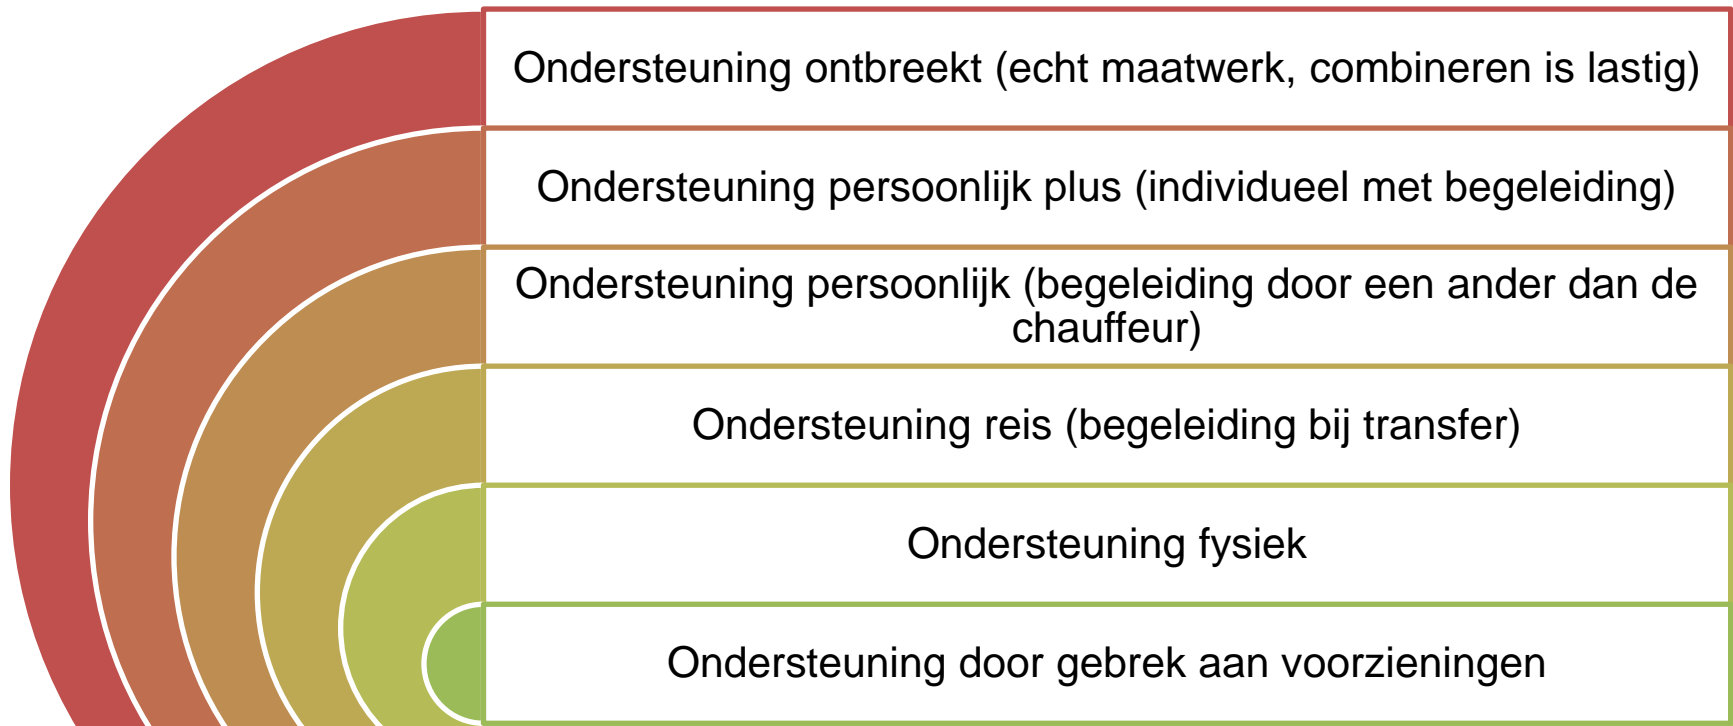 Ondersteuning ontbreekt (echt maatwerk, combineren is lastig)
Ondersteuning persoonlijk plus (individueel met begeleiding)
Ondersteuning persoonlijk (begeleiding door een ander dan de
chauffeur)
Ondersteuning reis (begeleiding bij transfer)
Ondersteuning fysiek
Ondersteuning door gebrek aan voorzieningen